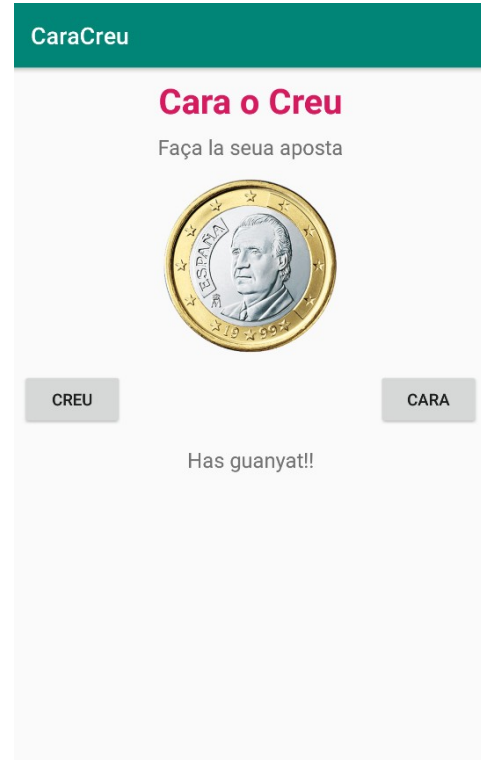 CaraCreu
Cara o Creu
Faça la seua aposta
ESPAÑA
19 99
CREU
CARA
Has guanyat!!